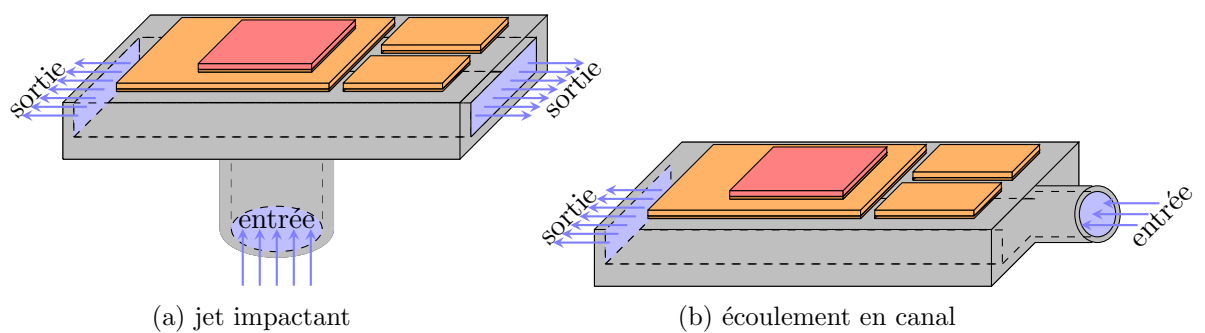 sortie
sortie
entrée
(a) jet impactant
sortie
entrée
(b) écoulement en canal